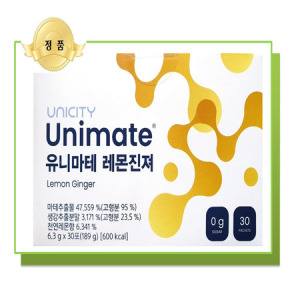 정품
UNICITY
Unimate®
유니마테 레몬진져
Lemon Ginger
마테추출물 47.559 %(고형분 95 %)
생강추출분말 3.171 %(고형분 23.5 %)
천연레몬향 6.341 %
6.3 g x 30포(189 g) [600 kcal]
0 g
SUGAR
30
PACKETS